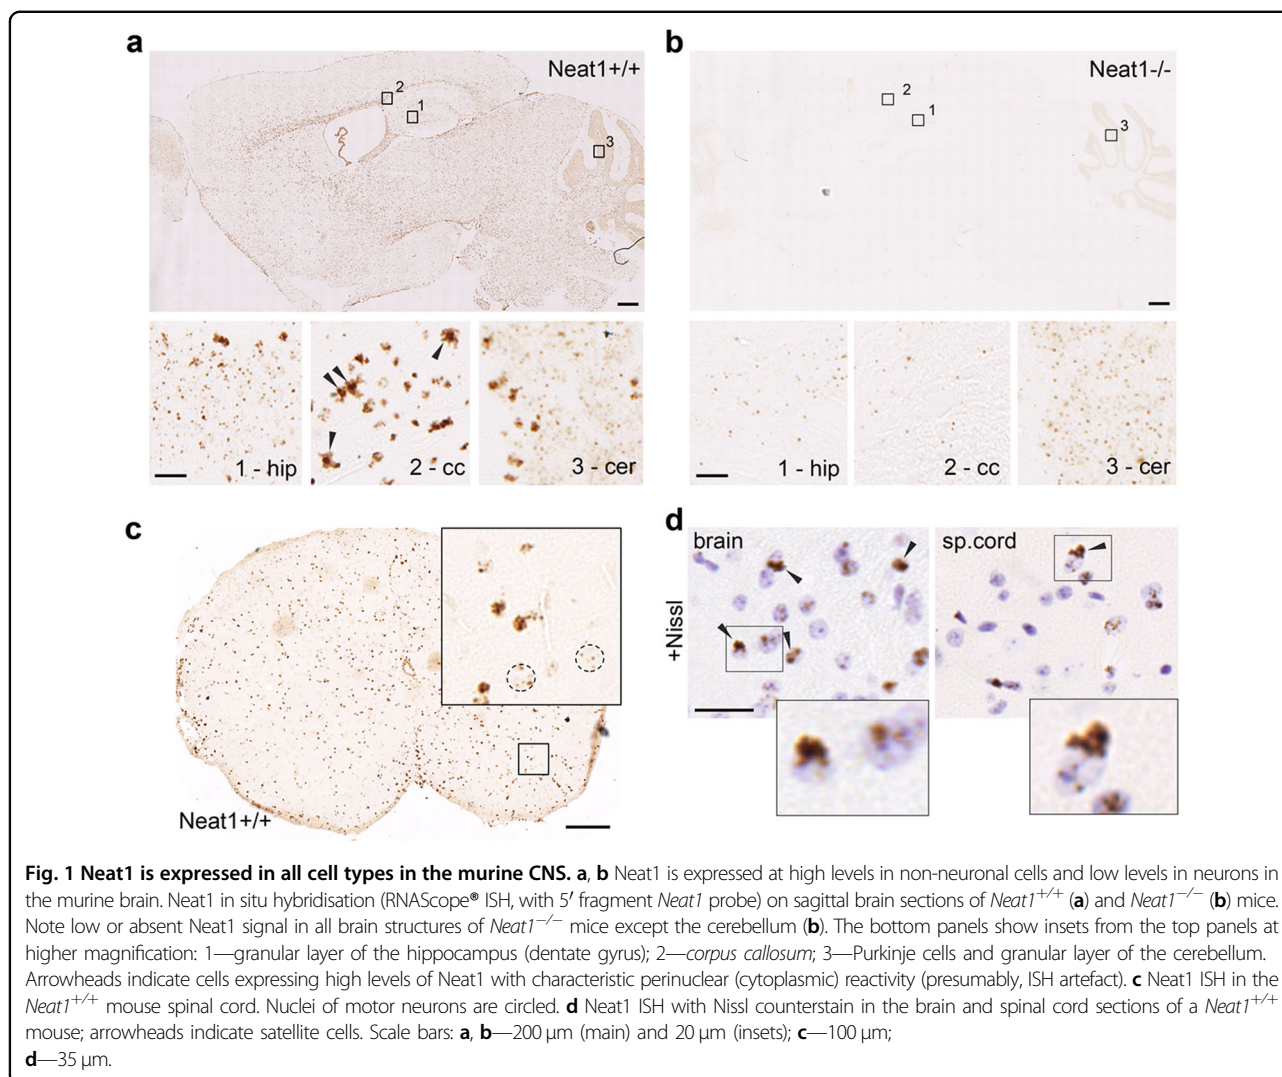 a
Neat1+/+
2
1
3
1 - hip
2 - cc
3 - cer
b
Neat1-/-
2
1
3
1 - hip
2 - cc
3 - cer
c
Neat1+/+
d
+Nissl
brain
sp.cord
Fig. 1 Neat1 is expressed in all cell types in the murine CNS. a, b Neat1 is expressed at high levels in non-neuronal cells and low levels in neurons in
the murine brain. Neat1 in situ hybridisation (RNAScope® ISH, with 5′ fragment Neat1 probe) on sagittal brain sections of Neat1+/+ (a) and Neat1−/− (b) mice.
Note low or absent Neat1 signal in all brain structures of Neat1−/− mice except the cerebellum (b). The bottom panels show insets from the top panels at
higher magnification: 1—granular layer of the hippocampus (dentate gyrus); 2—corpus callosum; 3—Purkinje cells and granular layer of the cerebellum.
Arrowheads indicate cells expressing high levels of Neat1 with characteristic perinuclear (cytoplasmic) reactivity (presumably, ISH artefact). c Neat1 ISH in the
Neat1+/+ mouse spinal cord. Nuclei of motor neurons are circled. d Neat1 ISH with Nissl counterstain in the brain and spinal cord sections of a Neat1+/+
mouse; arrowheads indicate satellite cells. Scale bars: a, b—200 µm (main) and 20 µm (insets); c—100 µm;
d—35 µm.